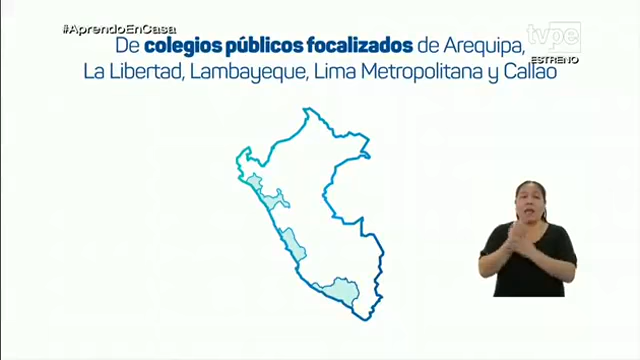 #AprendoEnCasa
De colegios públicos focalizados de Arequipa,
La Libertad, Lambayeque, Lima Metropolitana y Callao
tvpe
ESTRENO